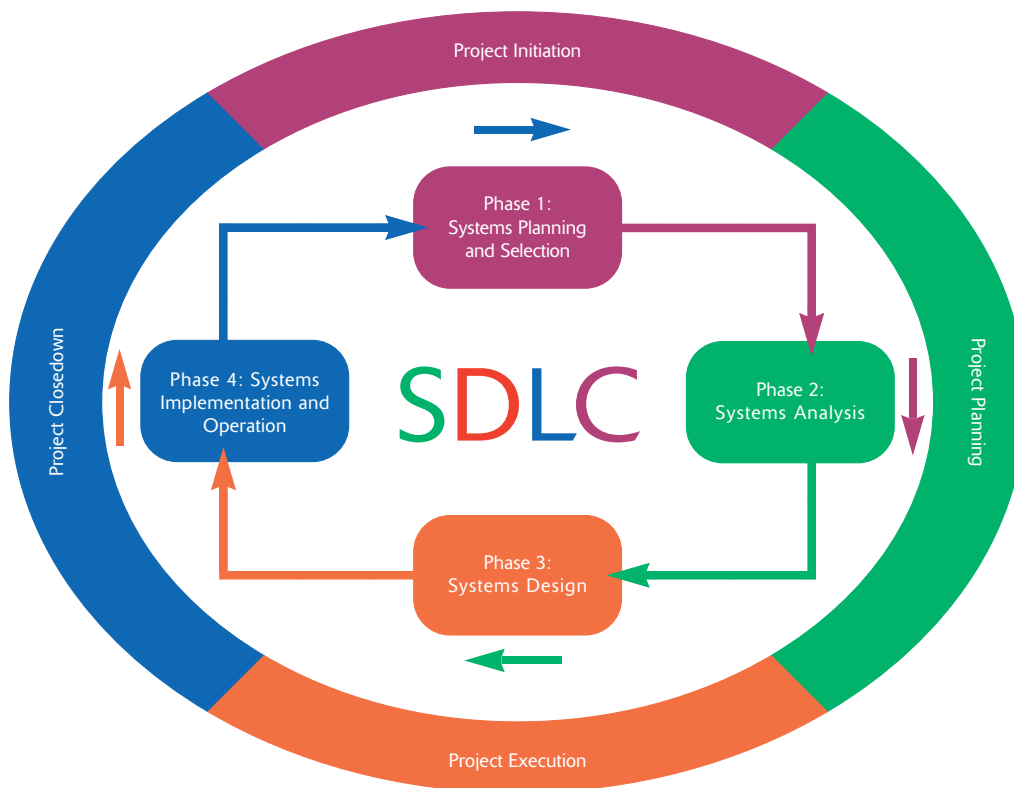 Project Initiation
Phase 1:
Systems Planning
and Selection
Project Closedown
Phase 4: Systems
Implementation and
Operation
SDLC
Phase 2:
Systems Analysis
Project Planning
Phase 3:
Systems Design
Project Execution